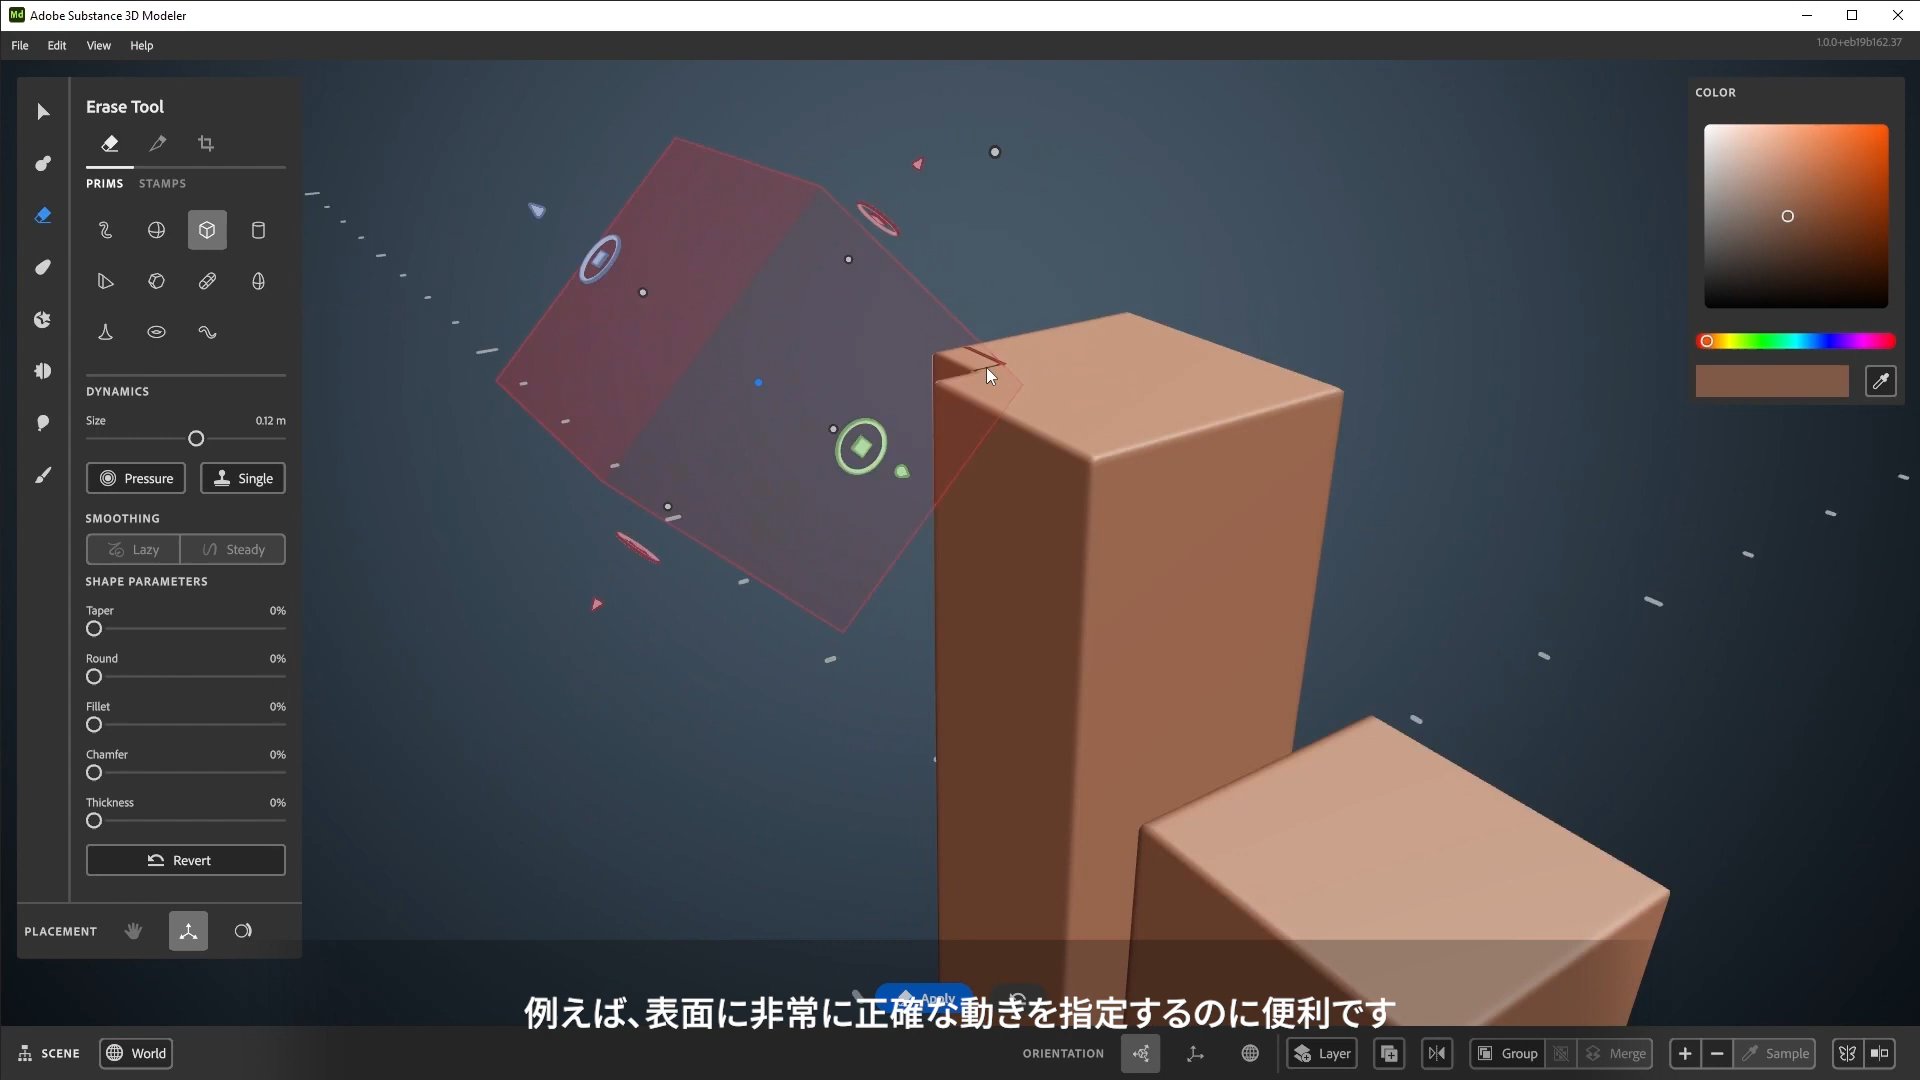 Md Adobe Substance 3D Modeler
File Edit View Help
1.0.0+eb19b162.37
Erase Tool
PRIMS STAMPS
DYNAMICS
Size 0.12 m
Pressure Single
SMOOTHING
Lazy Steady
SHAPE PARAMETERS
Taper 0%
Round 0%
Fillet 0%
Chamfer 0%
Thickness 0%
Revert
PLACEMENT
COLOR
Apply
例えば、表面に非常に正確な動きを指定するのに便利です
SCENE World
ORIENTATION Layer Group Merge Sample